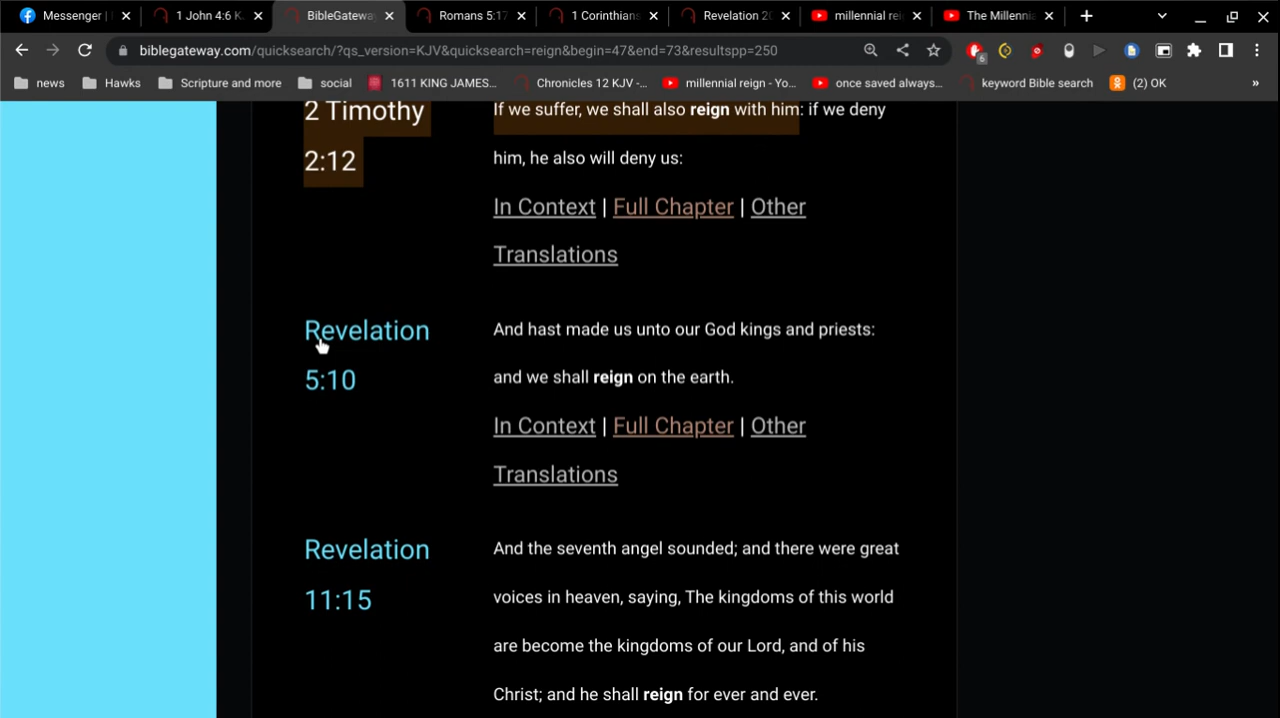 Messenger |
1 John 4:6 K
BibleGateway
Romans 5:17
1 Corinthians
Revelation 20
millennial rei
The Millennia
biblegateway.com/quicksearch/?qs_version=KJV&quicksearch=reign&begin=47&end=73&resultspp=250
6
news
Hawks
Scripture and more
social
1611 KING JAMES...
Chronicles 12 KJV -...
millennial reign - Yo...
once saved always...
keyword Bible search
(2) OK
»
2 Timothy
2:12
If we suffer, we shall also reign with him: if we deny
him, he also will deny us:
In Context | Full Chapter | Other
Translations
Revelation
5:10
And hast made us unto our God kings and priests:
and we shall reign on the earth.
In Context | Full Chapter | Other
Translations
Revelation
11:15
And the seventh angel sounded; and there were great
voices in heaven, saying, The kingdoms of this world
are become the kingdoms of our Lord, and of his
Christ; and he shall reign for ever and ever.